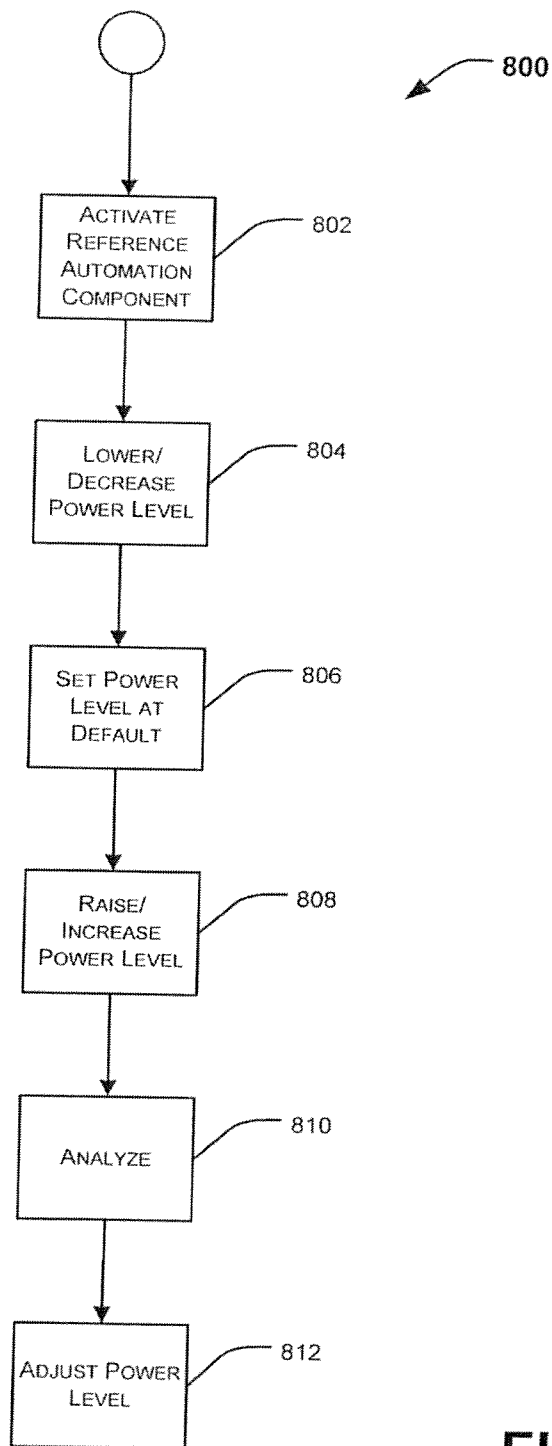 800
ACTIVATE
REFERENCE
AUTOMATION
COMPONENT
802
LOWER/
DECREASE
POWER LEVEL
804
SET POWER
LEVEL AT
DEFAULT
806
RAISE/
INCREASE
POWER LEVEL
808
ANALYZE
810
ADJUST POWER
LEVEL
812